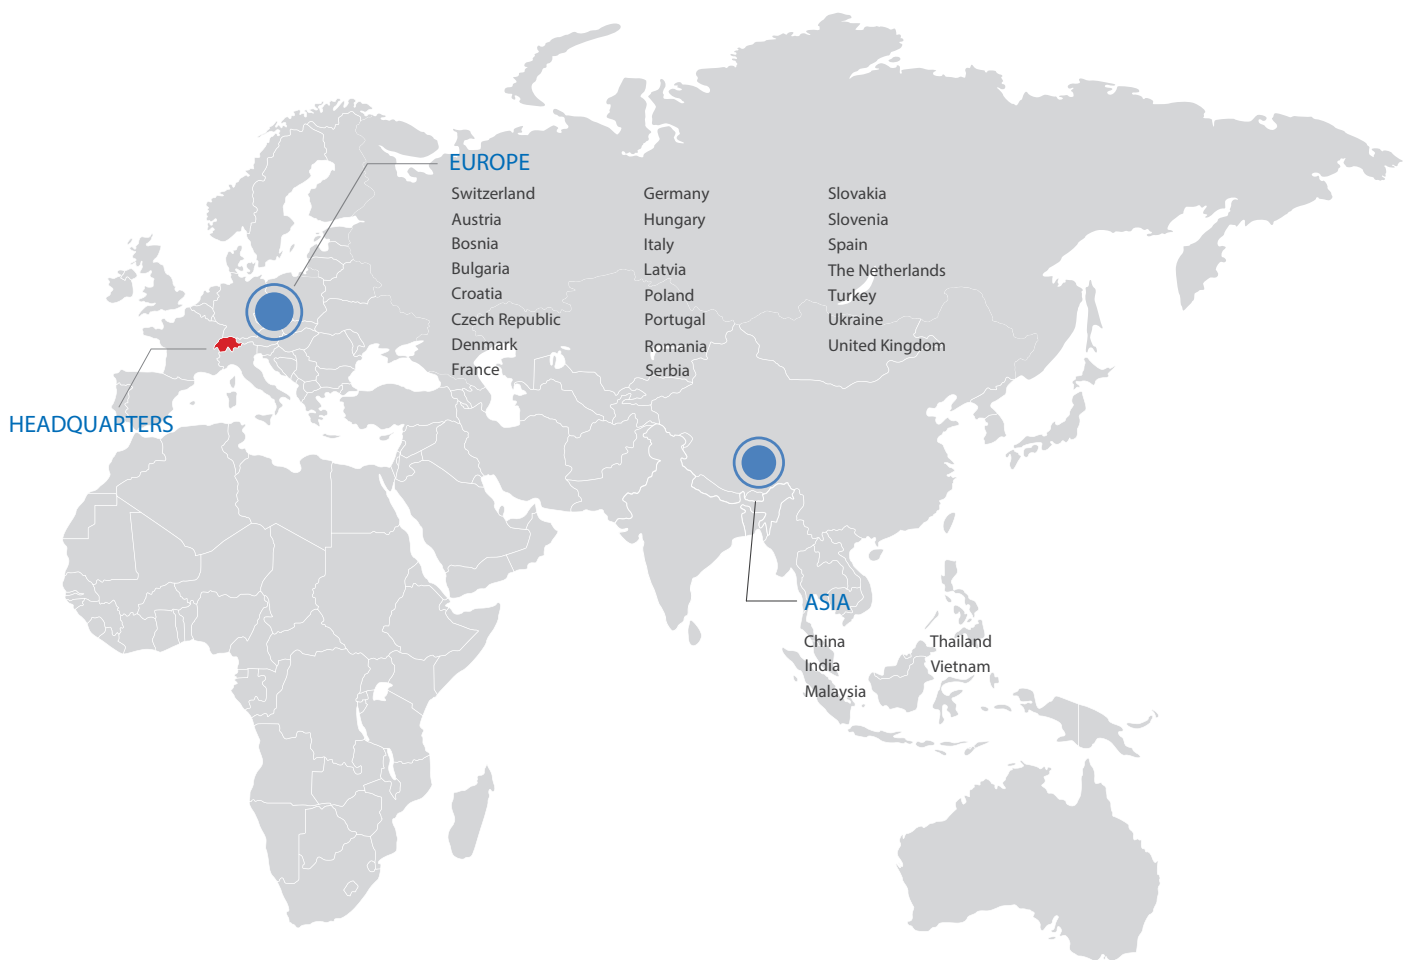 EUROPE
Switzerland
Austria
Bosnia
Bulgaria
Croatia
Czech Republic
Denmark
France
Germany
Hungary
Italy
Latvia
Poland
Portugal
Romania
Serbia
Slovakia
Slovenia
Spain
The Netherlands
Turkey
Ukraine
United Kingdom
HEADQUARTERS
ASIA
China
India
Malaysia
Thailand
Vietnam